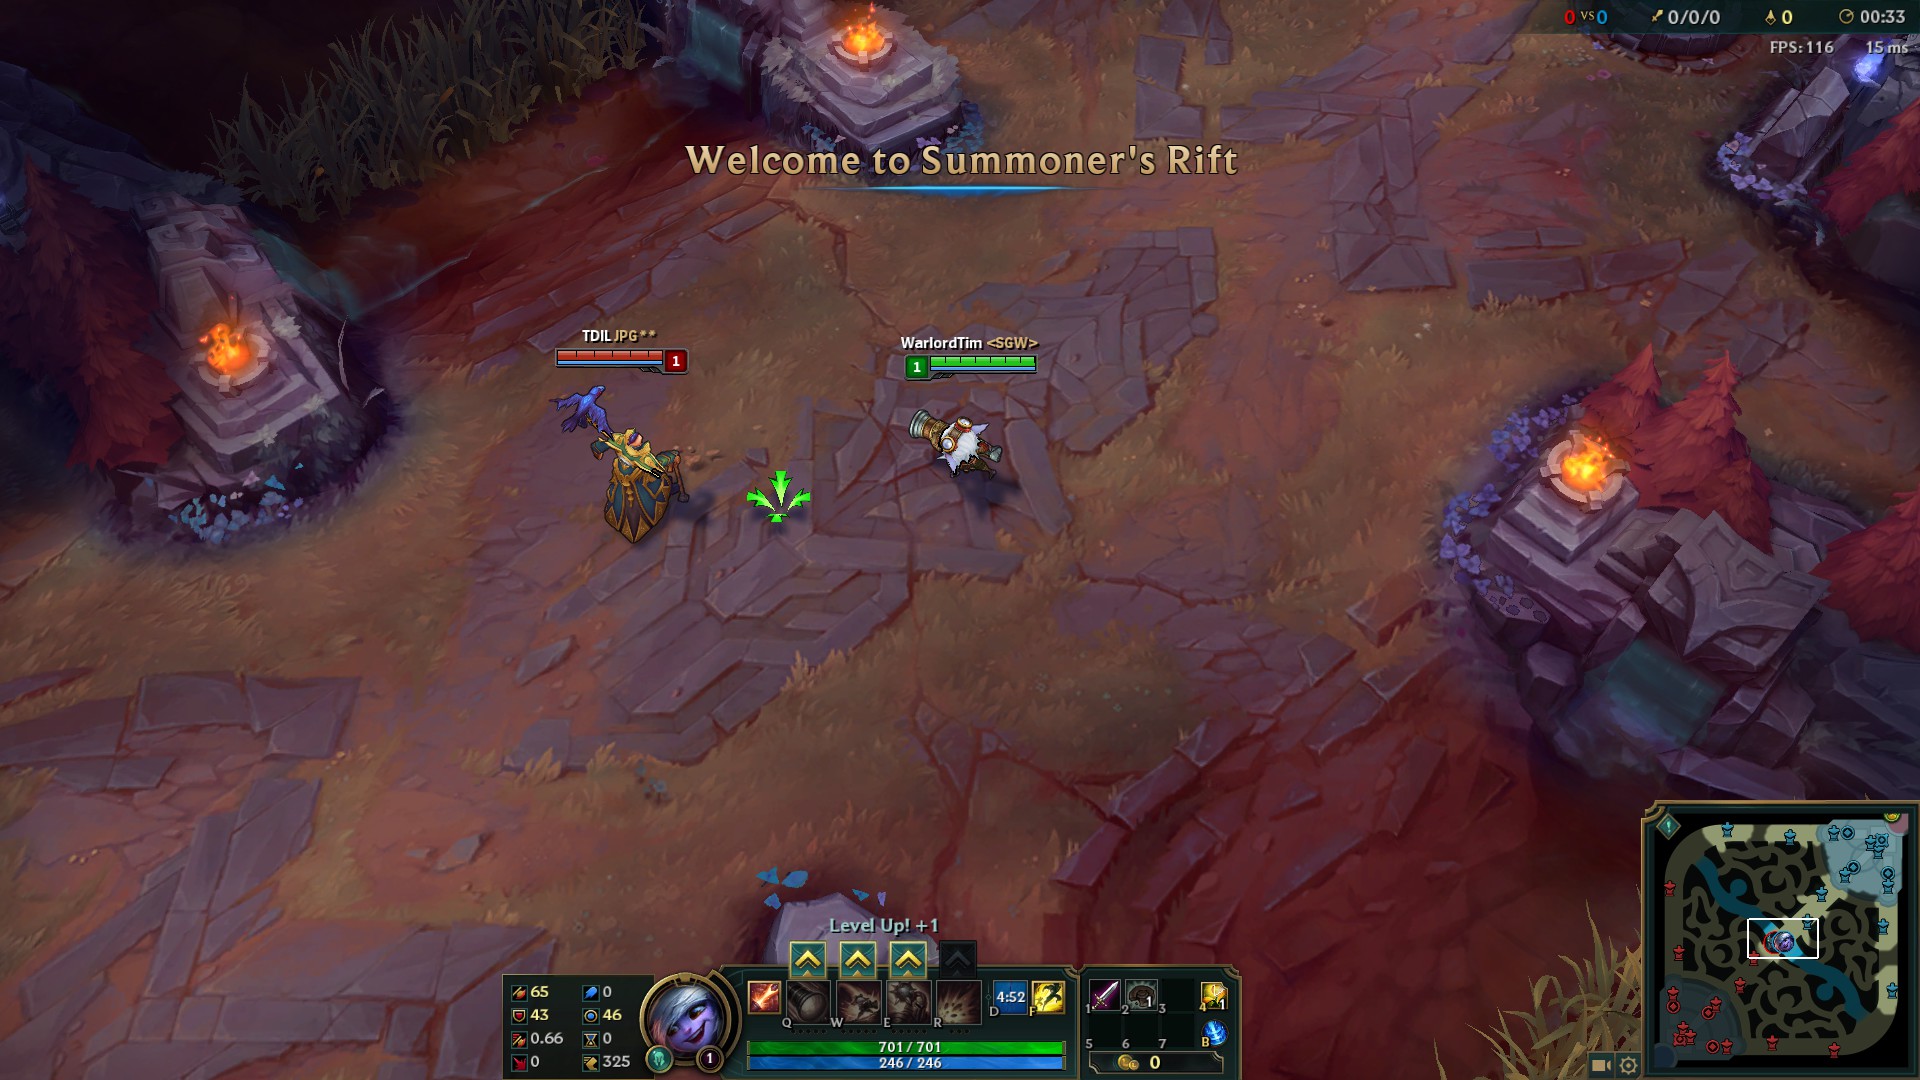 0 VS 0 0/0/0 0 00:33
FPS: 116 15 ms
Welcome to Summoner's Rift
TDIL JPG**
1
WarlordTim <SGW>
1
Level Up! +1
65 0
43 46
0.66 0
0 325
1
Q W E R
4:52
D F
701 / 701
246 / 246
1 2 1 3 4 1
5 6 7 B
0